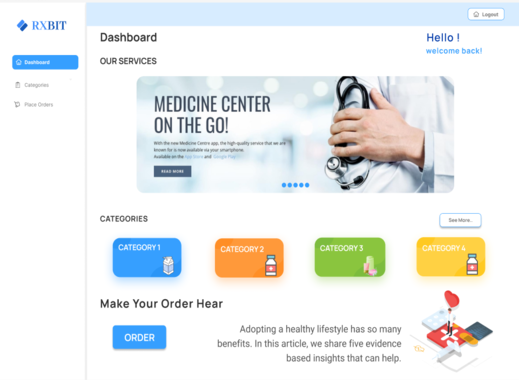 RXBIT
Logout
Dashboard
Hello !
welcome back!
Dashboard
Categories
Place Orders
OUR SERVICES
MEDICINE CENTER
ON THE GO!
With the new Medicine Centre app, the high-quality service that we are
known for is now available via your smartphone.
Available on the App Store and Google Play
READ MORE
CATEGORIES
See More..
CATEGORY 1
CATEGORY 2
CATEGORY 3
CATEGORY 4
Make Your Order Hear
ORDER
Adopting a healthy lifestyle has so many
benefits. In this article, we share five evidence
based insights that can help.